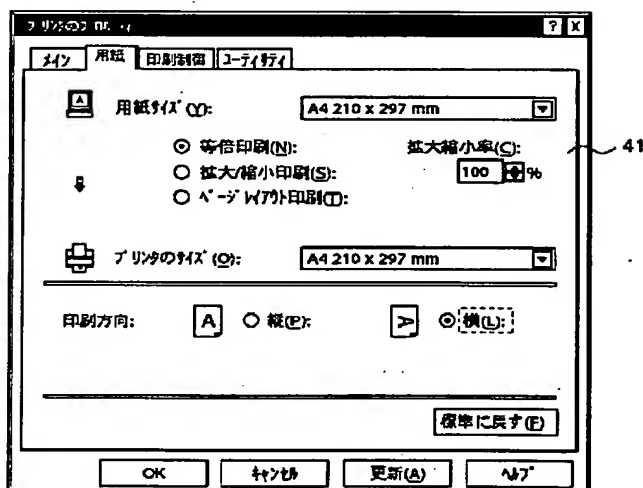 プリンタのプロパティ ? X
メイン 用紙 印刷制御 ユーティリティ
A 用紙サイズ(Y): A4 210 x 297 mm
等倍印刷(N): 拡大縮小率(C): 41
拡大/縮小印刷(S): 100 %
ページレイアウト印刷(T):
プリンタのサイズ(O): A4 210 x 297 mm
印刷方向: A 縦(P): A 横(L):
標準に戻す(F)
OK キャンセル 更新(A) ヘルプ